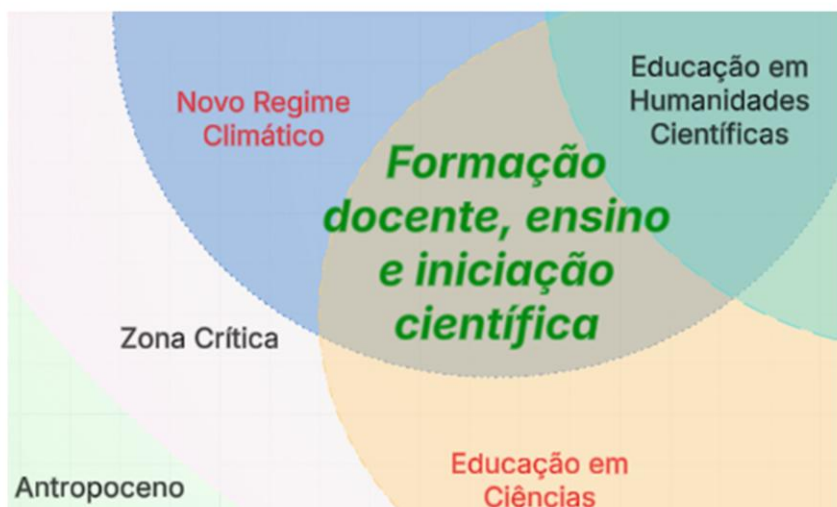 Educação em
Humanidades
Científicas
Novo Regime
Climático
Formação
docente, ensino
e iniciação
científica
Zona Crítica
Educação em
Ciências
Antropoceno